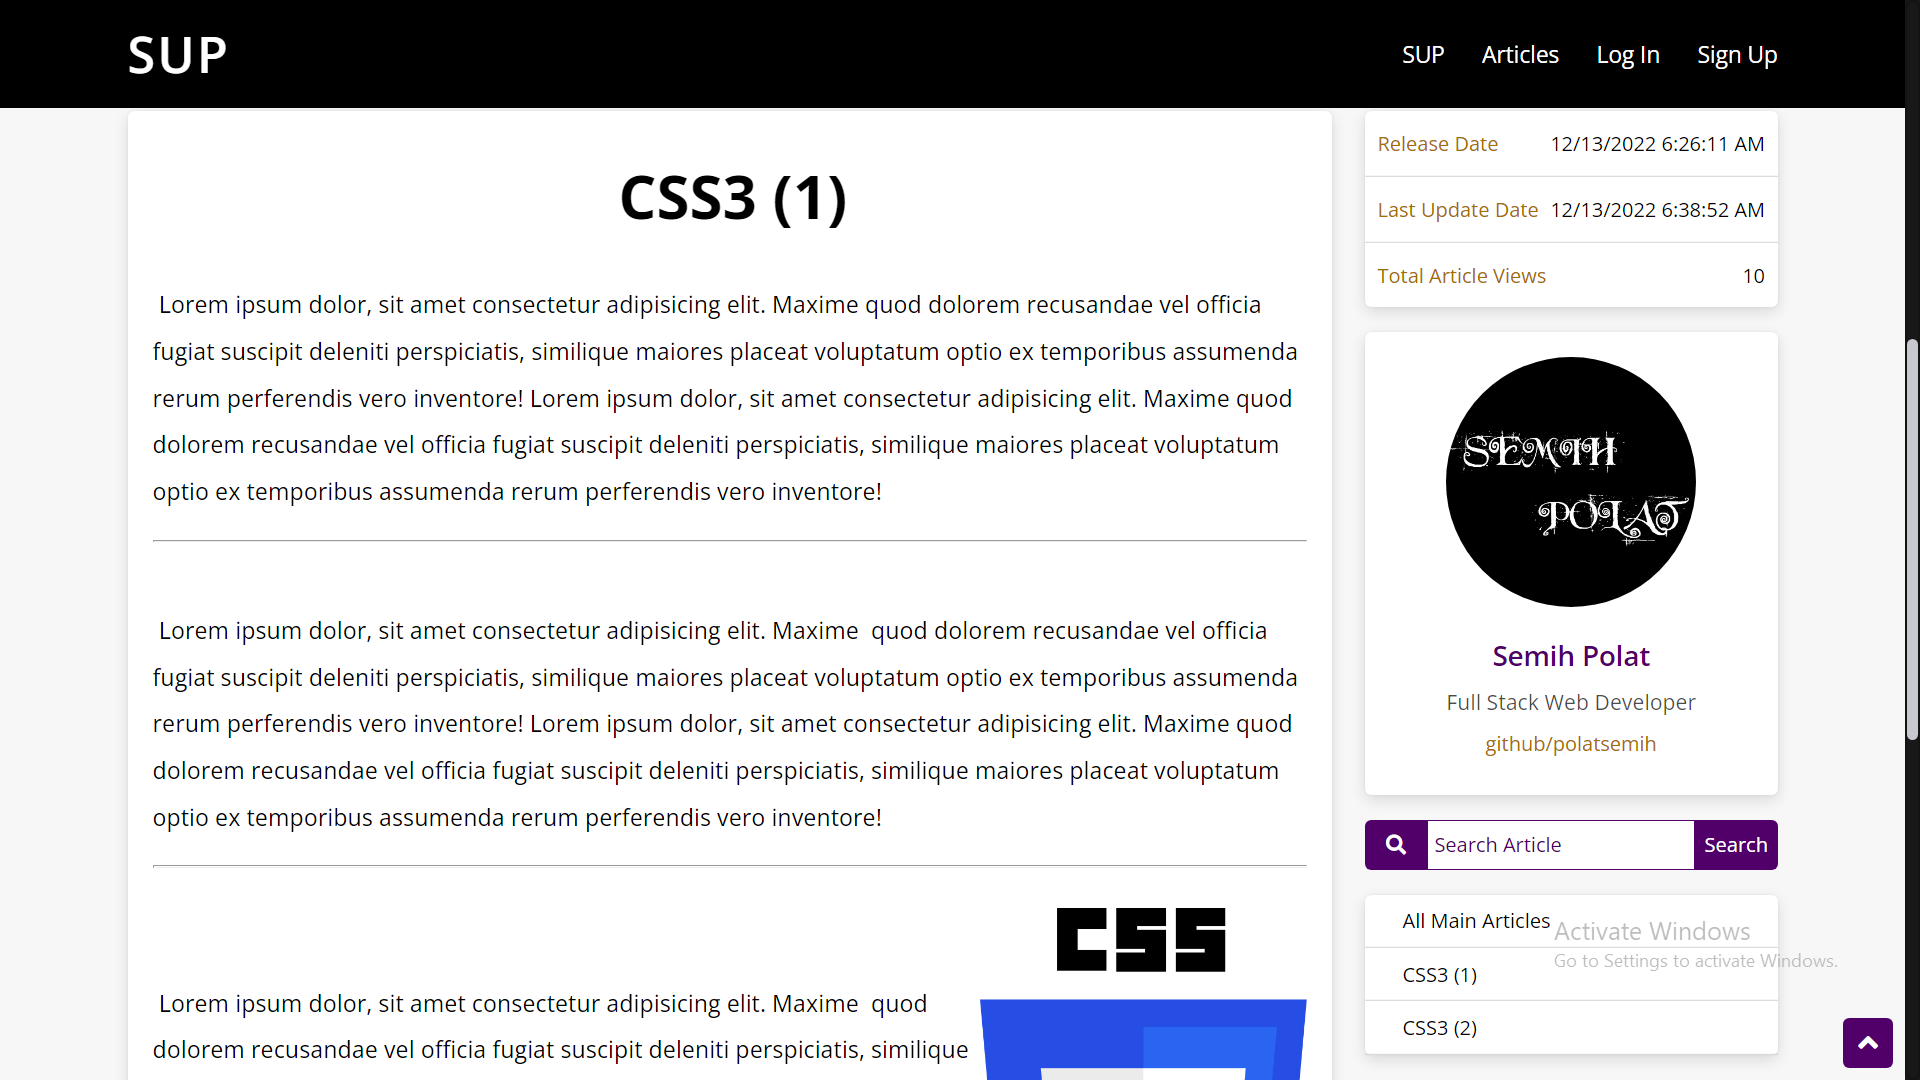 SUP
SUP Articles Log In Sign Up
CSS3 (1)
Lorem ipsum dolor, sit amet consectetur adipisicing elit. Maxime quod dolorem recusandae vel officia
fugiat suscipit deleniti perspiciatis, similique maiores placeat voluptatum optio ex temporibus assumenda
rerum perferendis vero inventore! Lorem ipsum dolor, sit amet consectetur adipisicing elit. Maxime quod
dolorem recusandae vel officia fugiat suscipit deleniti perspiciatis, similique maiores placeat voluptatum
optio ex temporibus assumenda rerum perferendis vero inventore!
Lorem ipsum dolor, sit amet consectetur adipisicing elit. Maxime  quod dolorem recusandae vel officia
fugiat suscipit deleniti perspiciatis, similique maiores placeat voluptatum optio ex temporibus assumenda
rerum perferendis vero inventore! Lorem ipsum dolor, sit amet consectetur adipisicing elit. Maxime quod
dolorem recusandae vel officia fugiat suscipit deleniti perspiciatis, similique maiores placeat voluptatum
optio ex temporibus assumenda rerum perferendis vero inventore!
CSS
Lorem ipsum dolor, sit amet consectetur adipisicing elit. Maxime  quod
dolorem recusandae vel officia fugiat suscipit deleniti perspiciatis, similique
Release Date 12/13/2022 6:26:11 AM
Last Update Date 12/13/2022 6:38:52 AM
Total Article Views 10
SEMIH
POLAT
Semih Polat
Full Stack Web Developer
github/polatsemih
Search Article Search
All Main Articles
CSS3 (1)
CSS3 (2)
Activate Windows
Go to Settings to activate Windows.